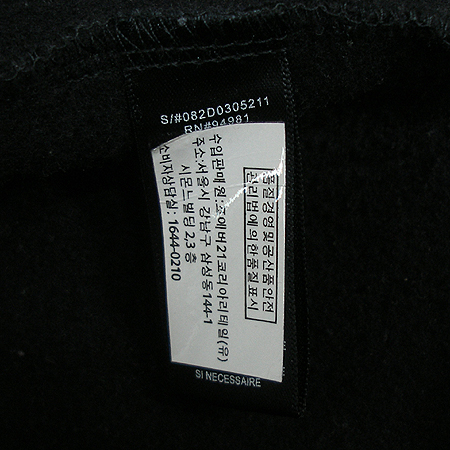 S/#082D0305211
RN#94981
품질경영및공산품안전
관리법에 의한 품질표시
수입판매원:포에버21코리아리테일(유)
주소:서울시 강남구 삼성동144-1
시몬느빌딩 2,3 층
소비자상담실: 1644-0210
SI NECESSAIRE